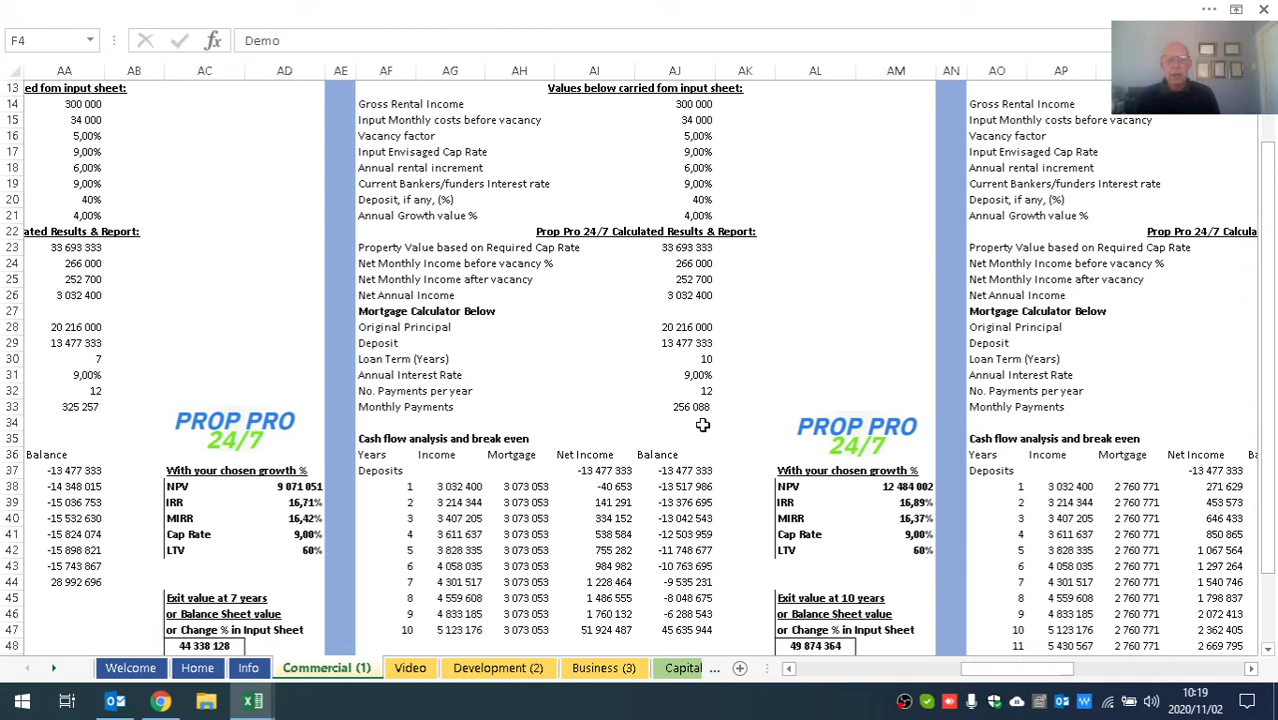 F4 Demo
AA AB AC AD AE AF AG AH AI AJ AK AL AM AN AO AP
13 ed fom input sheet: Values below carried fom input sheet:
14 300 000 Gross Rental Income 300 000 Gross Rental Income
15 34 000 Input Monthly costs before vacancy 34 000 Input Monthly costs before vacancy
16 5,00% Vacancy factor 5,00% Vacancy factor
17 9,00% Input Envisaged Cap Rate 9,00% Input Envisaged Cap Rate
18 6,00% Annual rental increment 6,00% Annual rental increment
19 9,00% Current Bankers/funders Interest rate 9,00% Current Bankers/funders Interest rate
20 40% Deposit, if any, (%) 40% Deposit, if any, (%)
21 4,00% Annual Growth value % 4,00% Annual Growth value %
22 ated Results & Report: Prop Pro 24/7 Calculated Results & Report: Prop Pro 24/7 Calcula
23 33 693 333 Property Value based on Required Cap Rate 33 693 333 Property Value based on Required Cap Rate
24 266 000 Net Monthly Income before vacancy % 266 000 Net Monthly Income before vacancy %
25 252 700 Net Monthly Income after vacancy 252 700 Net Monthly Income after vacancy
26 3 032 400 Net Annual Income 3 032 400 Net Annual Income
27 Mortgage Calculator Below Mortgage Calculator Below
28 20 216 000 Original Principal 20 216 000 Original Principal
29 13 477 333 Deposit 13 477 333 Deposit
30 7 Loan Term (Years) 10 Loan Term (Years)
31 9,00% Annual Interest Rate 9,00% Annual Interest Rate
32 12 No. Payments per year 12 No. Payments per year
33 325 257 Monthly Payments 256 088 Monthly Payments
34 PROP PRO PROP PRO
35 24/7 Cash flow analysis and break even 24/7 Cash flow analysis and break even
36 Balance Years Income Mortgage Net Income Balance Years Income Mortgage Net Income Ba
37 -13 477 333 With your chosen growth % Deposits -13 477 333 -13 477 333 With your chosen growth % Deposits -13 477 333
38 -14 348 015 NPV 9 071 051 1 3 032 400 3 073 053 -40 653 -13 517 986 NPV 12 484 002 1 3 032 400 2 760 771 271 629
39 -15 036 753 IRR 16,71% 2 3 214 344 3 073 053 141 291 -13 376 695 IRR 16,89% 2 3 214 344 2 760 771 453 573
40 -15 532 630 MIRR 16,42% 3 3 407 205 3 073 053 334 152 -13 042 543 MIRR 16,37% 3 3 407 205 2 760 771 646 433
41 -15 824 074 Cap Rate 9,00% 4 3 611 637 3 073 053 538 584 -12 503 959 Cap Rate 9,00% 4 3 611 637 2 760 771 850 865
42 -15 898 821 LTV 60% 5 3 828 335 3 073 053 755 282 -11 748 677 LTV 60% 5 3 828 335 2 760 771 1 067 564
43 -15 743 867 6 4 058 035 3 073 053 984 982 -10 763 695 6 4 058 035 2 760 771 1 297 264
44 28 992 696 7 4 301 517 3 073 053 1 228 464 -9 535 231 7 4 301 517 2 760 771 1 540 746
45 Exit value at 7 years 8 4 559 608 3 073 053 1 486 555 -8 048 675 Exit value at 10 years 8 4 559 608 2 760 771 1 798 837
46 or Balance Sheet value 9 4 833 185 3 073 053 1 760 132 -6 288 543 or Balance Sheet value 9 4 833 185 2 760 771 2 072 413
47 or Change % in Input Sheet 10 5 123 176 3 073 053 51 924 487 45 635 944 or Change % in Input Sheet 10 5 123 176 2 760 771 2 362 405
48 44 338 128 49 874 364 11 5 430 567 2 760 771 2 669 795
Welcome Home Info Commercial (1) Video Development (2) Business (3) Capital ...
10:19
2020/11/02